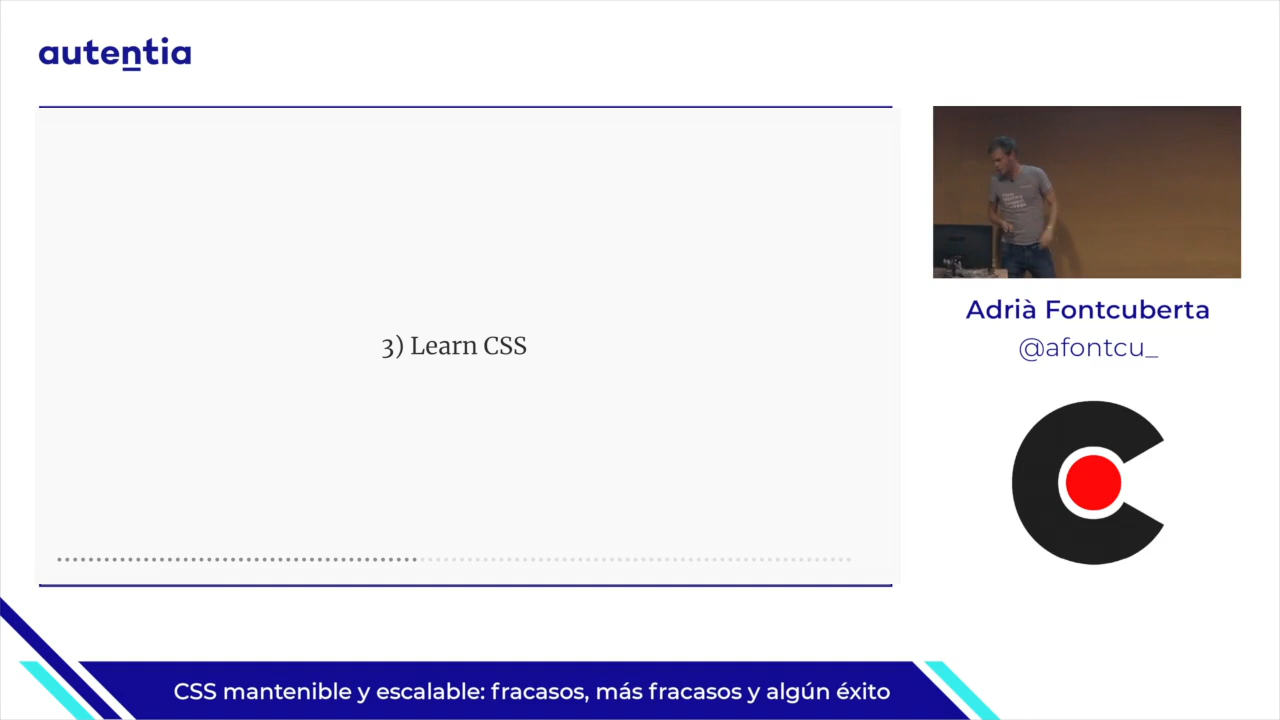 autentia
3) Learn CSS
Adrià Fontcuberta
@afontcu_
CSS mantenible y escalable: fracasos, más fracasos y algún éxito